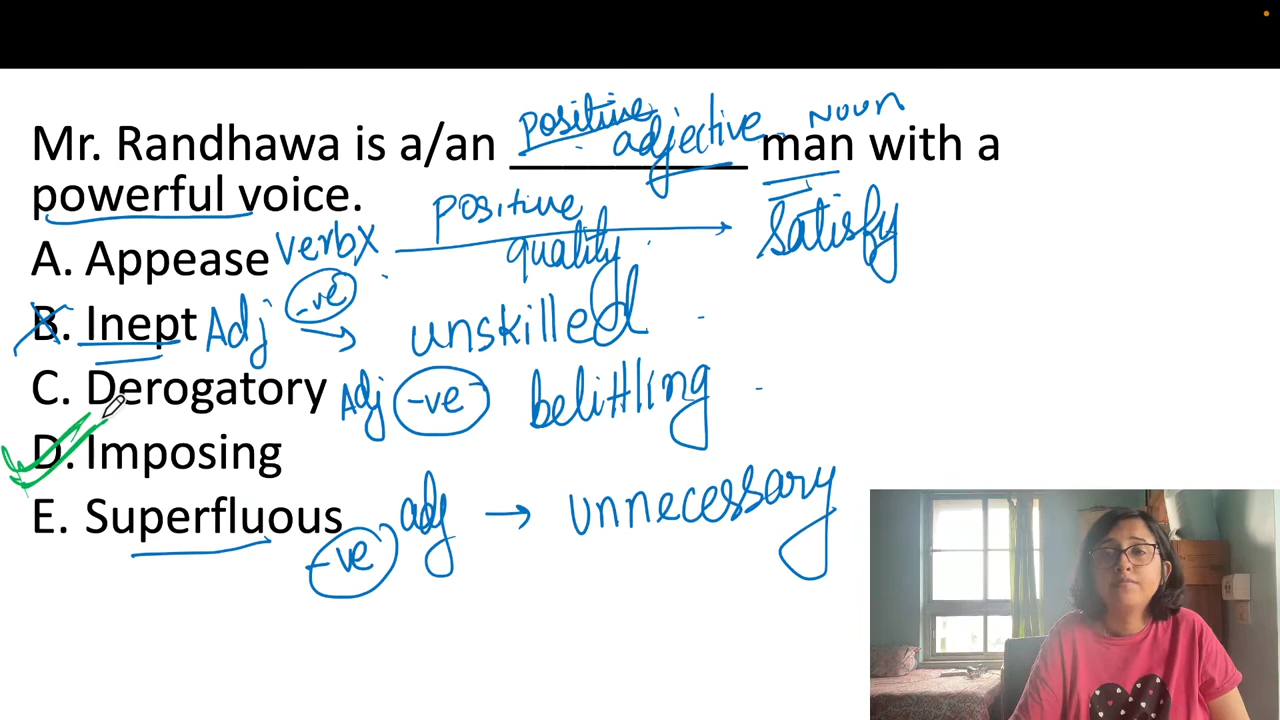 Mr. Randhawa is a/an positive adjective man with a
Noun
powerful voice.
positive quality
A. Appease verb x satisfy
B. Inept Adj -ve → unskilled
C. Derogatory Adj -ve belittling
D. Imposing
E. Superfluous -ve adj → unnecessary